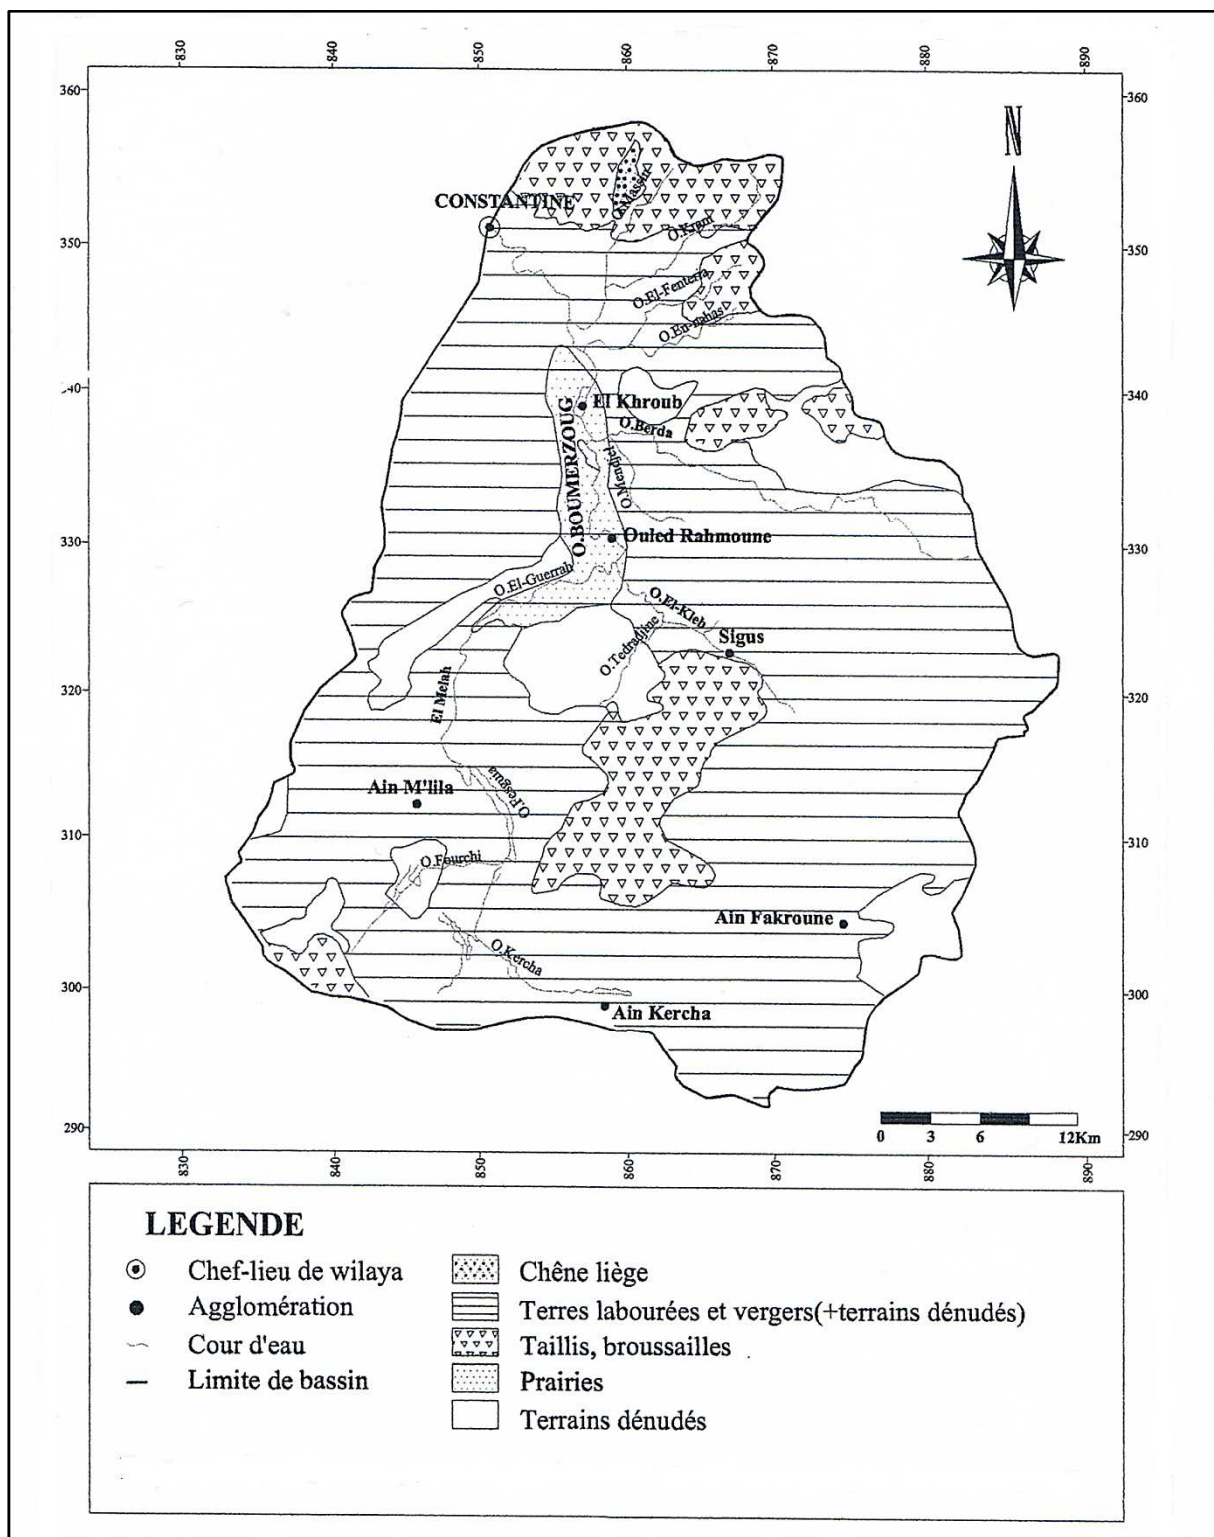 830 840 850 860 870 880 890
360 360
N
O.Massin
CONSTANTINE
O.Kram
350 350
O.El-Fenteria
O.En-nahas
40 340
El Khroub
O.Berda
O.BOUMERZOUG
O.Mendjel
Ouled Rahmoune
330 330
O.El-Guerrah
O.El-Kleb
Sigus
O.Tedradjine
320 320
El Melah
O.Fesguia
Ain M'lila
310 310
O.Fourchi
Ain Fakroune
O.Kercha
300 300
Ain Kercha
0 3 6 12Km
290 290
830 840 850 860 870 880 890
LEGENDE
Chef-lieu de wilaya
Agglomération
Cour d'eau
Limite de bassin
Chêne liège
Terres labourées et vergers(+terrains dénudés)
Taillis, broussailles
Prairies
Terrains dénudés